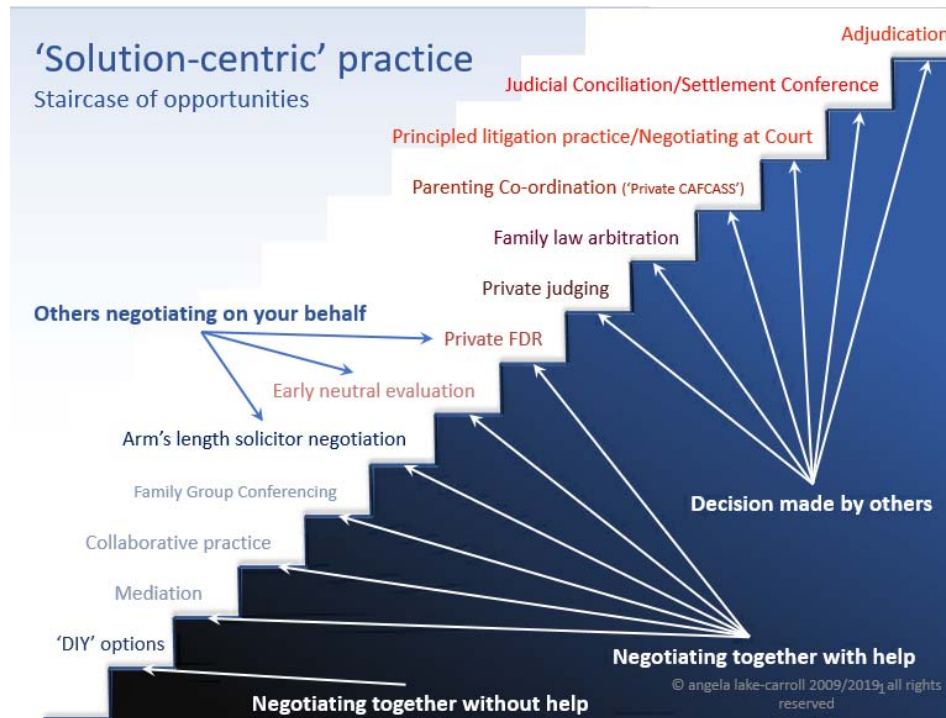 ‘Solution-centric’ practice
Staircase of opportunities
Adjudication
Judicial Conciliation/Settlement Conference
Principled litigation practice/Negotiating at Court
Parenting Co-ordination (‘Private CAFCASS’)
Family law arbitration
Private judging
Others negotiating on your behalf
Private FDR
Early neutral evaluation
Arm’s length solicitor negotiation
Family Group Conferencing
Collaborative practice
Mediation
‘DIY’ options
Decision made by others
Negotiating together with help
Negotiating together without help
© angela lake-carroll 2009/2019 all rights
reserved
1